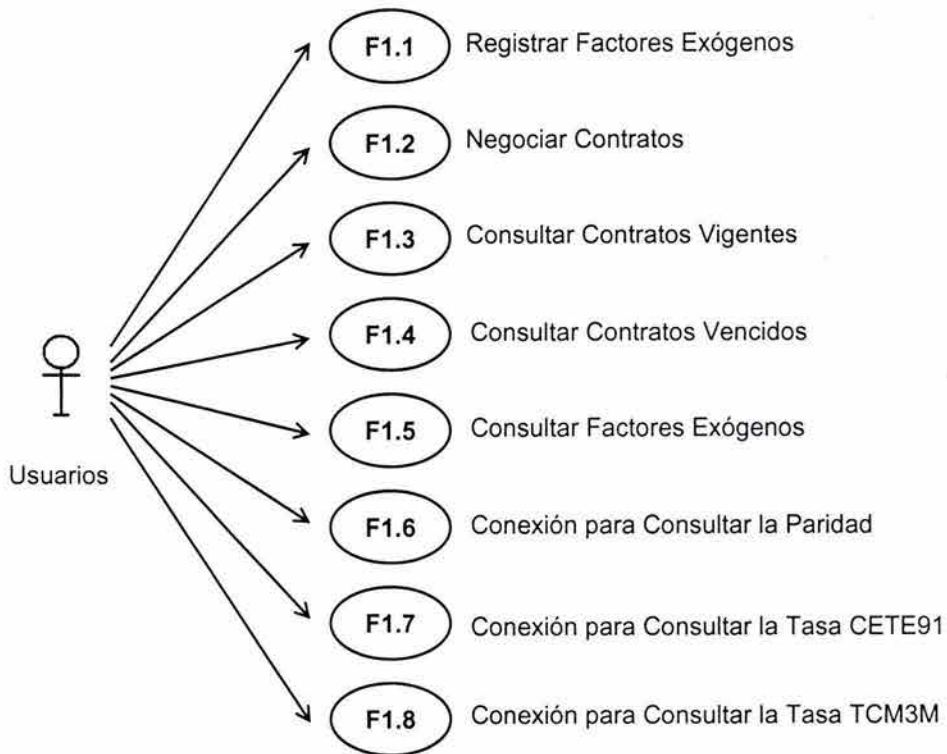 F1.1 Registrar Factores Exógenos
F1.2 Negociar Contratos
F1.3 Consultar Contratos Vigentes
F1.4 Consultar Contratos Vencidos
F1.5 Consultar Factores Exógenos
Usuarios
F1.6 Conexión para Consultar la Paridad
F1.7 Conexión para Consultar la Tasa CETE91
F1.8 Conexión para Consultar la Tasa TCM3M